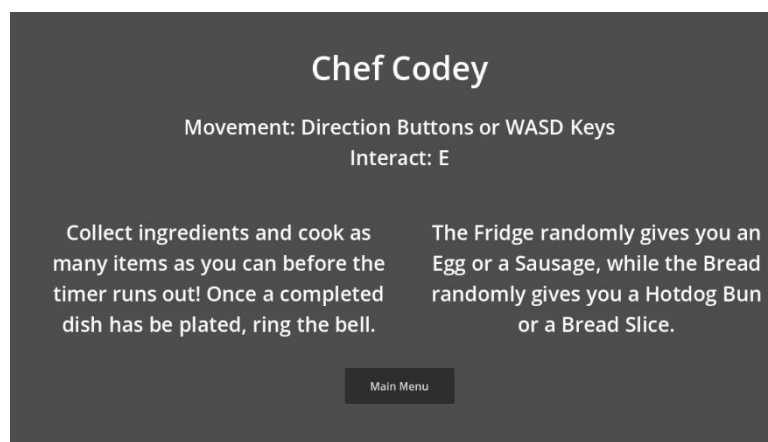 Chef Codey
Movement: Direction Buttons or WASD Keys
Interact: E
Collect ingredients and cook as
many items as you can before the
timer runs out! Once a completed
dish has be plated, ring the bell.
The Fridge randomly gives you an
Egg or a Sausage, while the Bread
randomly gives you a Hotdog Bun
or a Bread Slice.
Main Menu